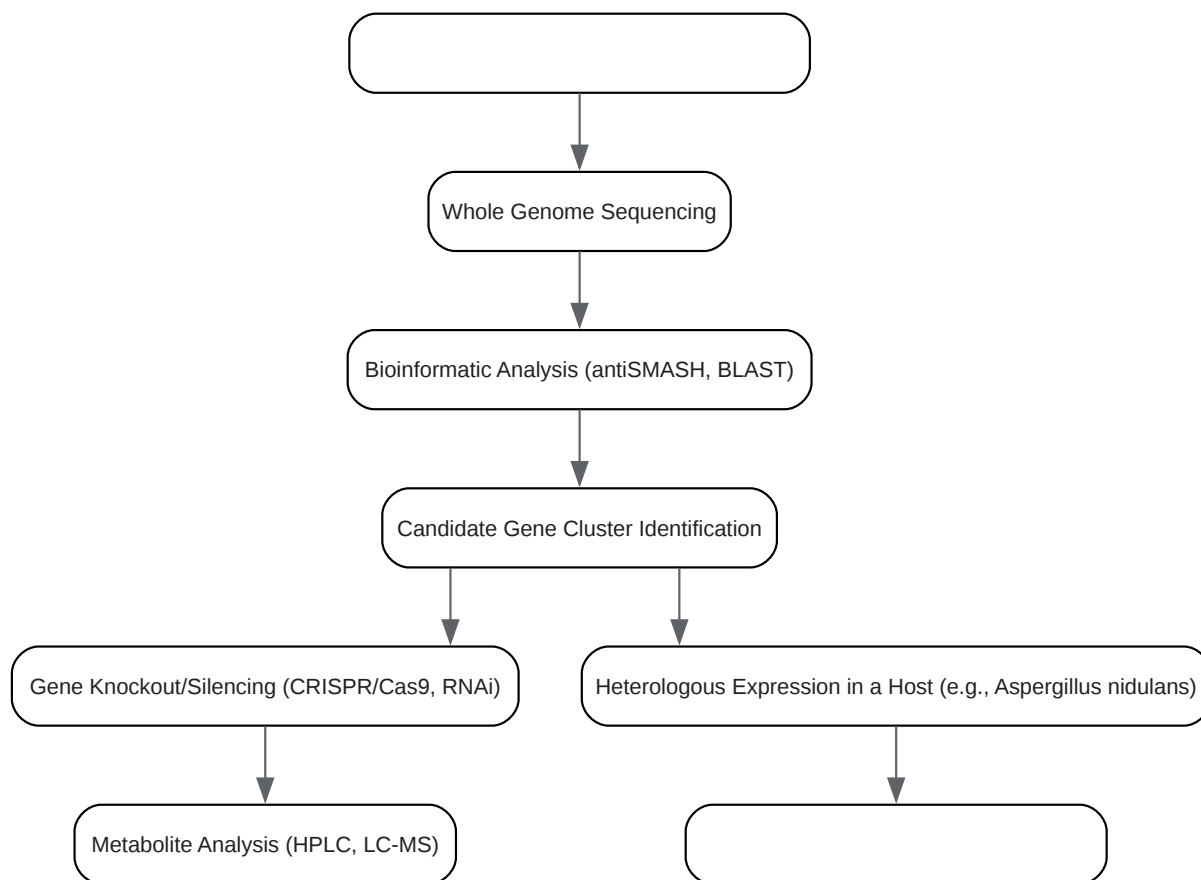 Whole Genome Sequencing
Bioinformatic Analysis (antiSMASH, BLAST)
Candidate Gene Cluster Identification
Gene Knockout/Silencing (CRISPR/Cas9, RNAi)
Heterologous Expression in a Host (e.g., Aspergillus nidulans)
Metabolite Analysis (HPLC, LC-MS)